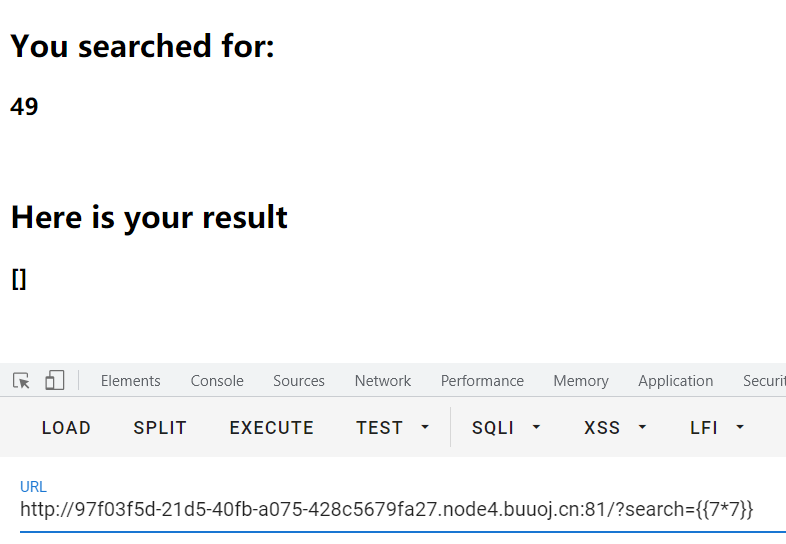 You searched for:
49
Here is your result
[]
Elements Console Sources Network Performance Memory Application Securit
LOAD SPLIT EXECUTE TEST SQLI XSS LFI
URL
http://97f03f5d-21d5-40fb-a075-428c5679fa27.node4.buuoj.cn:81/?search={{7*7}}